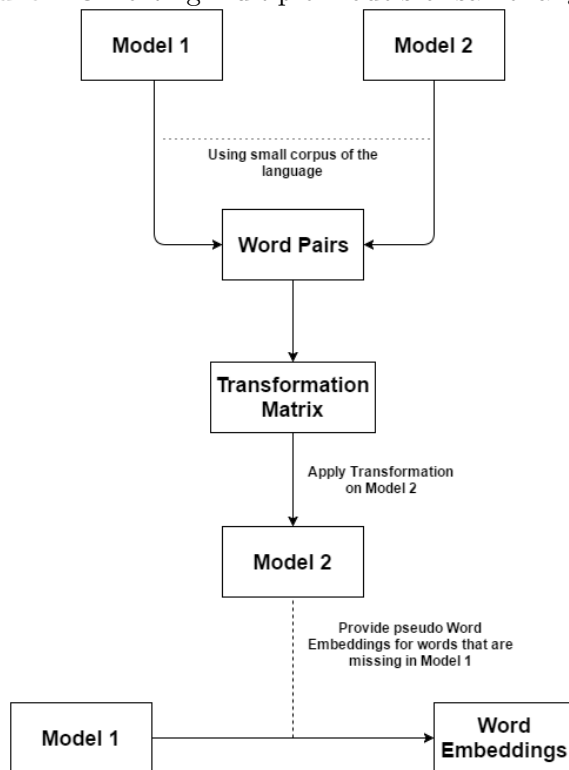 Model 1
Model 2
Using small corpus of the
language
Word Pairs
Transformation
Matrix
Apply Transformation
on Model 2
Model 2
Provide pseudo Word
Embeddings for words that are
missing in Model 1
Model 1
Word
Embeddings